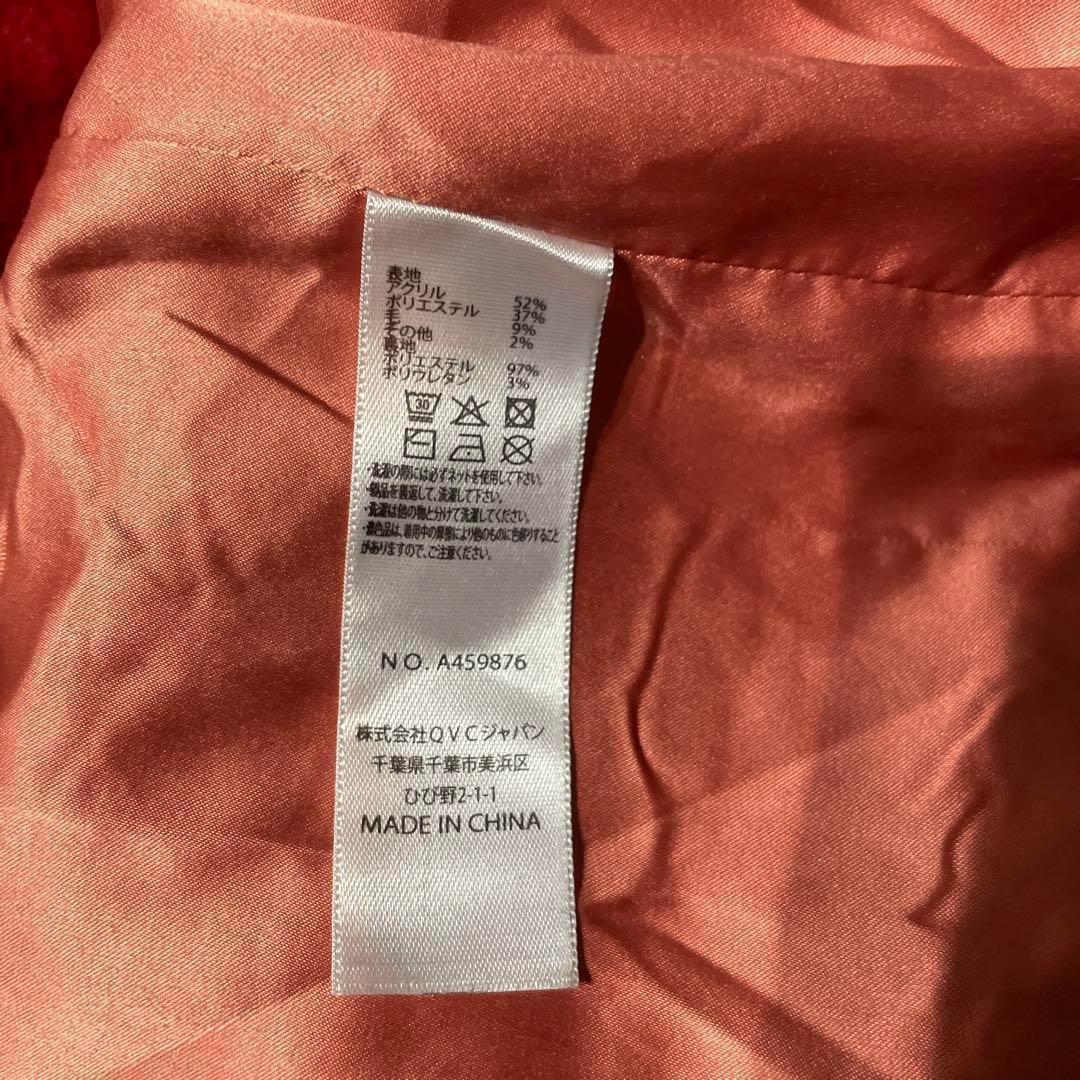 表地
アクリル 52%
ポリエステル 37%
毛 9%
その他 2%
裏地
ポリエステル 97%
ポリウレタン 3%
30
・洗濯の際には必ずネットを使用して下さい。
・製品を裏返して、洗濯して下さい。
・洗濯は他の物と分けて洗濯してください。
・濃色品は、着用中の摩擦により他のものに色移りすること
がありますので、ご注意ください。
NO. A459876
株式会社QVCジャパン
千葉県千葉市美浜区
ひび野2-1-1
MADE IN CHINA